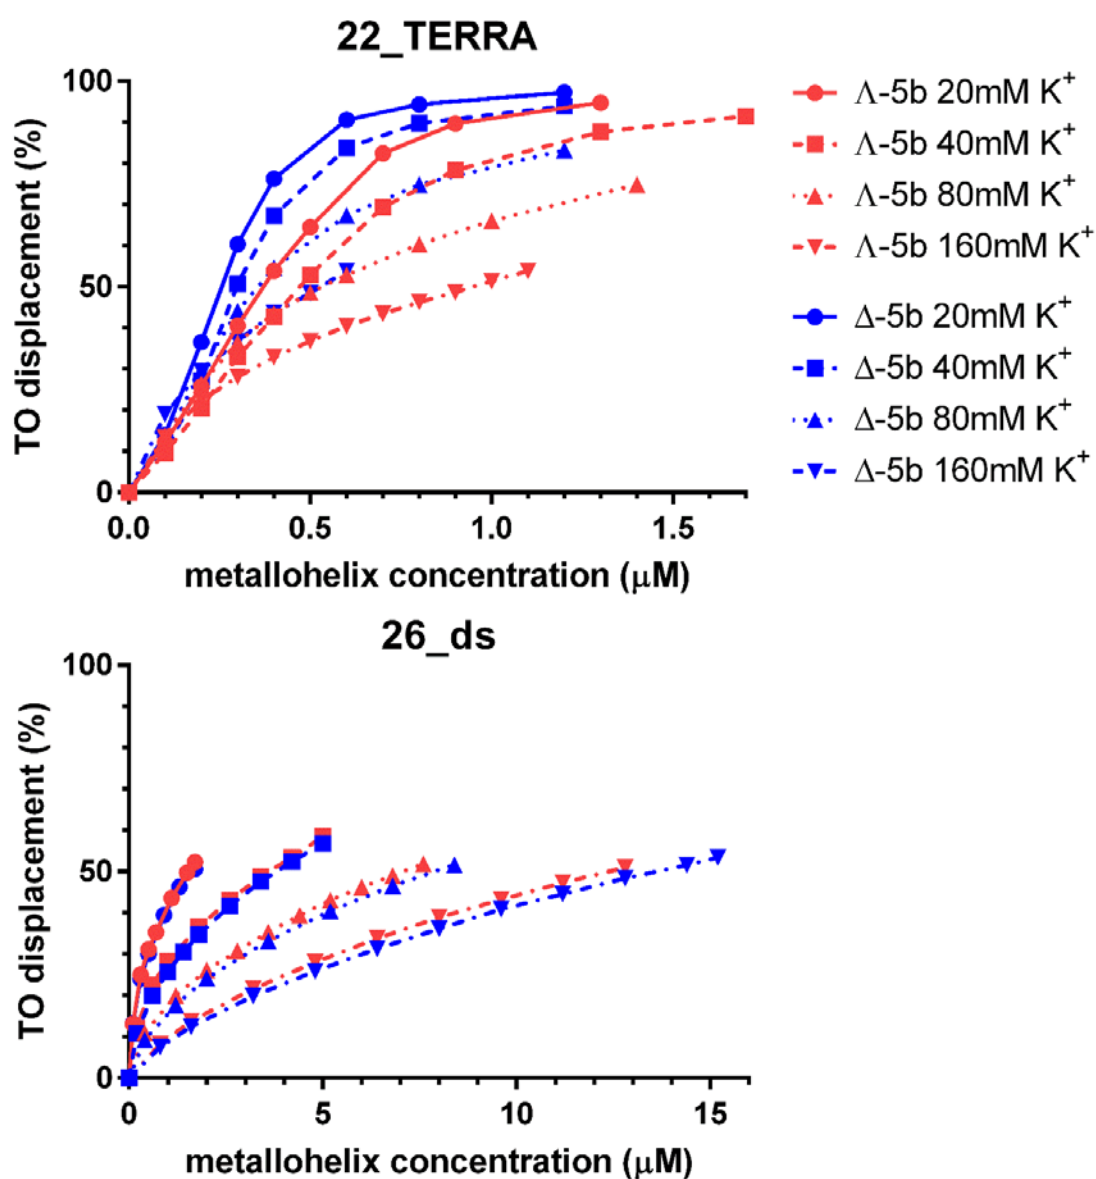 22_TERRA
100
50
0
TO displacement (%)
0.0 0.5 1.0 1.5
metallohelix concentration (μM)
Λ-5b 20mM K⁺
Λ-5b 40mM K⁺
Λ-5b 80mM K⁺
Λ-5b 160mM K⁺
Δ-5b 20mM K⁺
Δ-5b 40mM K⁺
Δ-5b 80mM K⁺
Δ-5b 160mM K⁺
26_ds
100
50
0
TO displacement (%)
0 5 10 15
metallohelix concentration (μM)